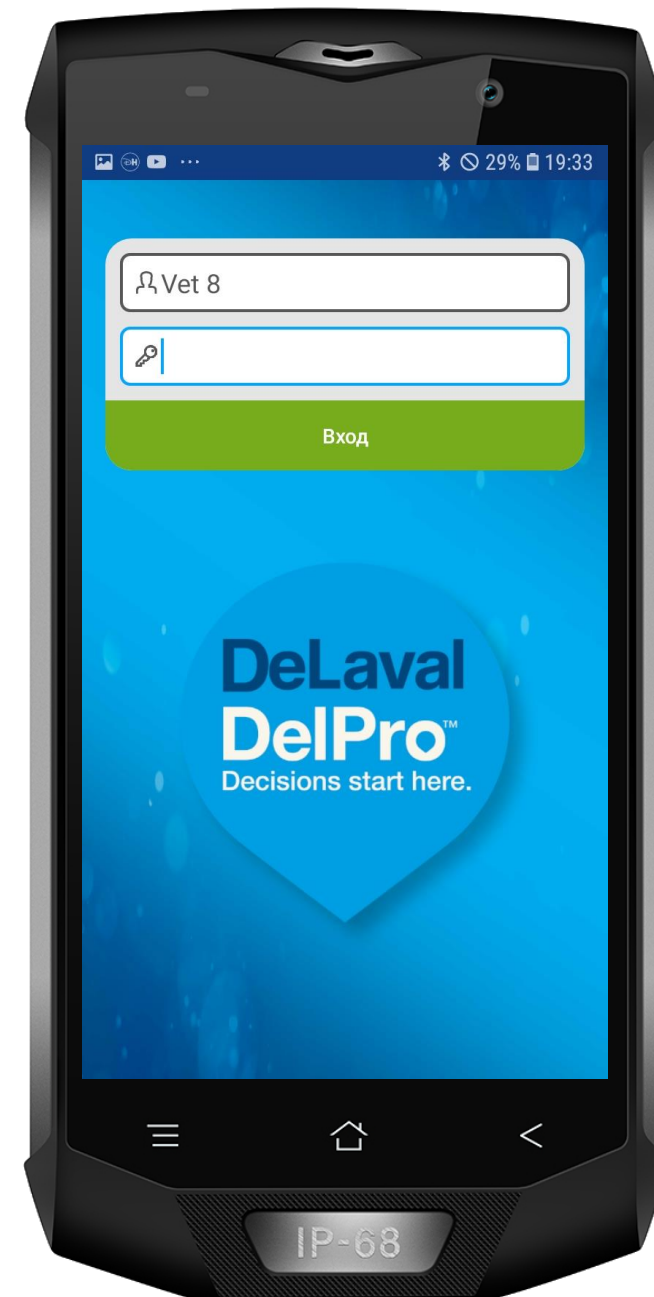 29% 19:33
Vet 8
Вход
DeLaval
DelPro™
Decisions start here.
IP-68